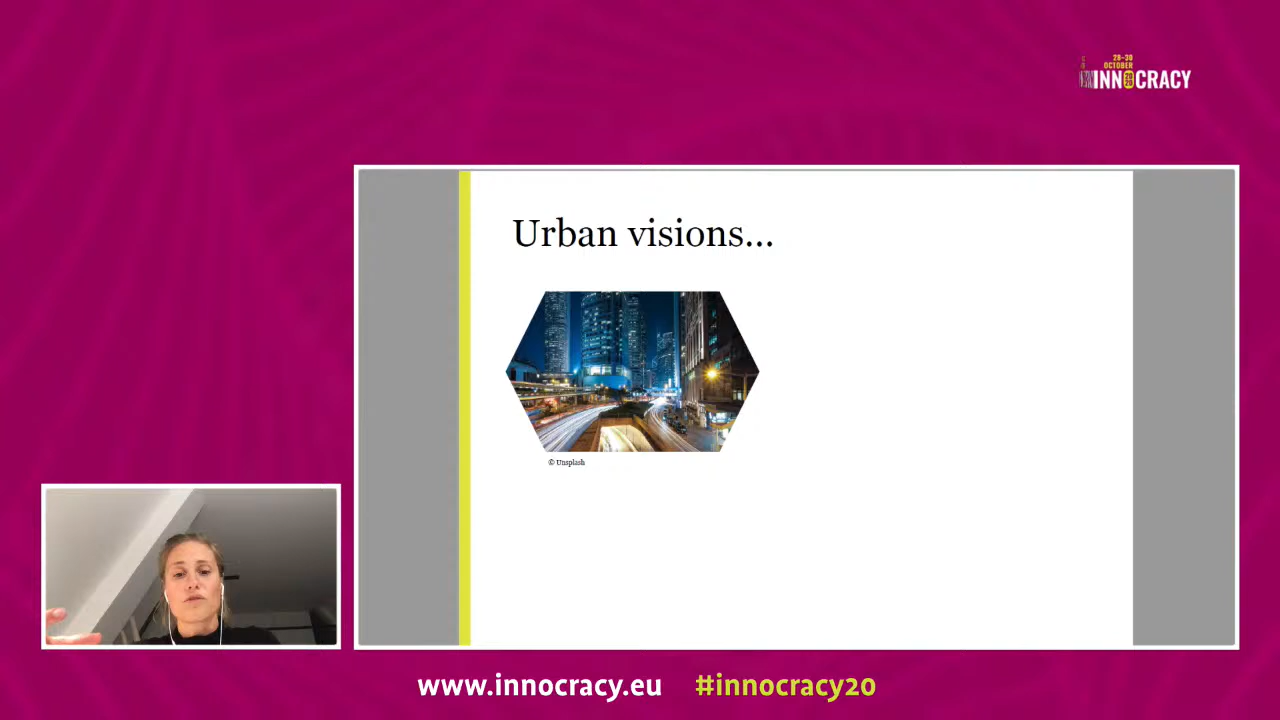 28-30
OCTOBER
INNOCRACY
Urban visions...
© Unsplash
www.innocracy.eu #innocracy20